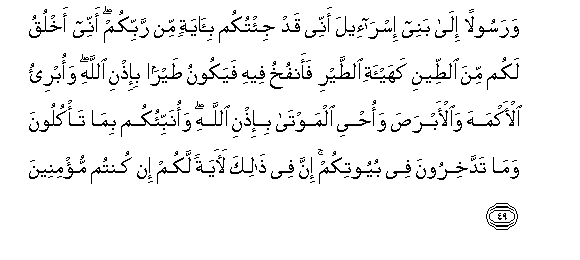 وَرَسُولًا إِلَىٰ بَنِىٓ إِسْرَٰٓءِيلَ أَنِّى قَدْ جِئْتُكُم بِـَٔايَةٍ مِّن رَّبِّكُمْ ۖ أَنِّىٓ أَخْلُقُ
لَكُم مِّنَ ٱلطِّينِ كَهَيْـَٔةِ ٱلطَّيْرِ فَأَنفُخُ فِيهِ فَيَكُونُ طَيْرًۢا بِإِذْنِ ٱللَّهِ ۖ وَأُبْرِئُ
ٱلْأَكْمَهَ وَٱلْأَبْرَصَ وَأُحْىِ ٱلْمَوْتَىٰ بِإِذْنِ ٱللَّهِ ۖ وَأُنَبِّئُكُم بِمَا تَأْكُلُونَ
وَمَا تَدَّخِرُونَ فِى بُيُوتِكُمْ ۚ إِنَّ فِى ذَٰلِكَ لَـَٔايَةً لَّكُمْ إِن كُنتُم مُّؤْمِنِينَ
٤٩